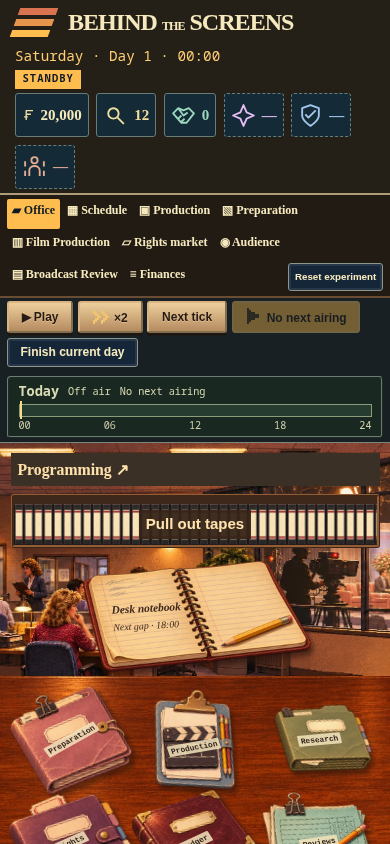 BEHIND THE SCREENS
Saturday · Day 1 · 00:00
STANDBY
20,000
12
0
—
—
—
Office
Schedule
Production
Preparation
Film Production
Rights market
Audience
Broadcast Review
Finances
Reset experiment
Play
×2
Next tick
No next airing
Finish current day
Today Off air No next airing
00 06 12 18 24
Programming ↗
Pull out tapes
Desk notebook
Next gap · 18:00
Preparation
Production
Research